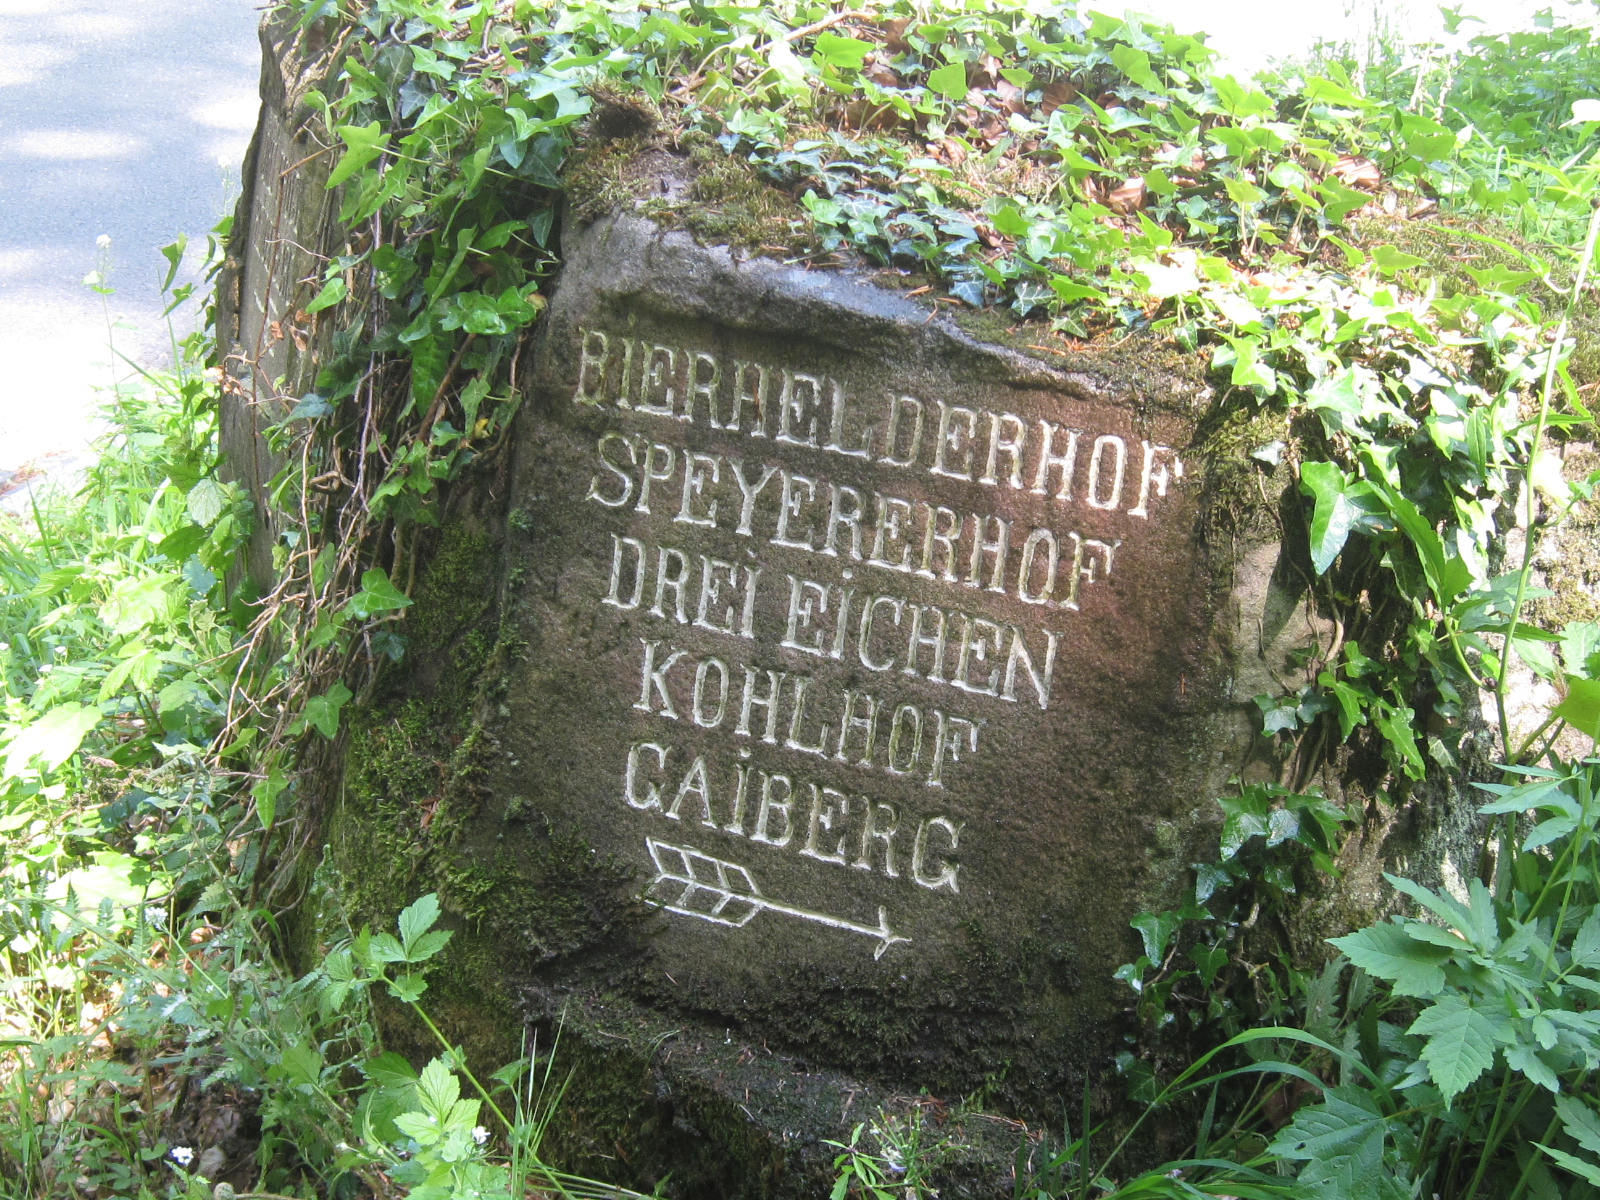 BiERHELDERHOF
SPEYERERHOF
DREi EiCHEN
KOHLHOF
GAiBERG